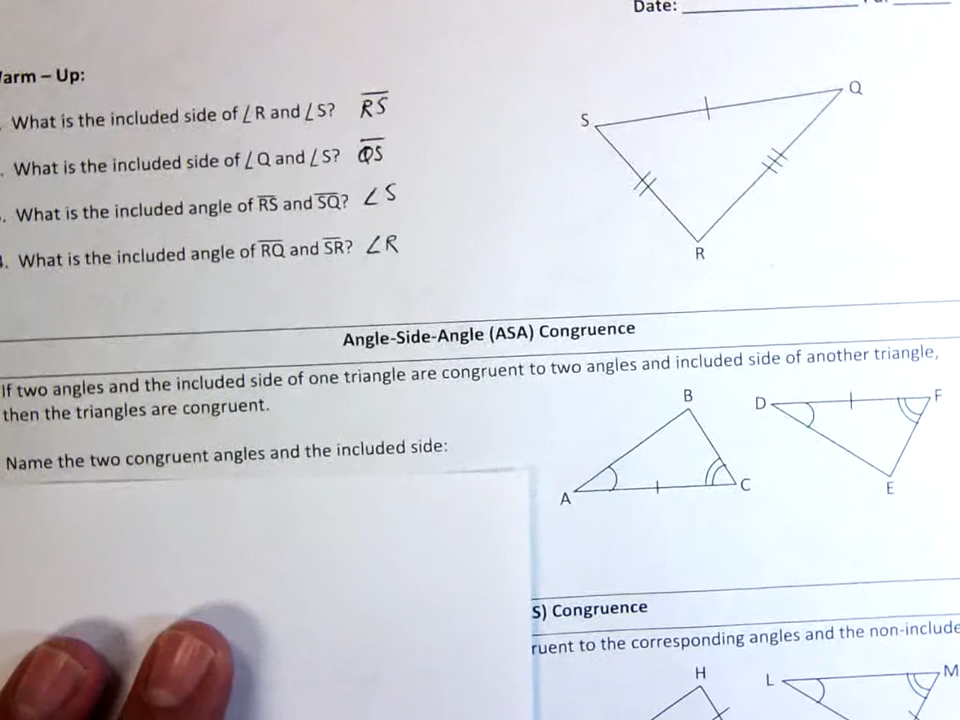 Date:
arm – Up:
What is the included side of ∠R and ∠S? RS
. What is the included side of ∠Q and ∠S? QS
. What is the included angle of RS and SQ? ∠S
. What is the included angle of RQ and SR? ∠R
S
Q
R
Angle-Side-Angle (ASA) Congruence
If two angles and the included side of one triangle are congruent to two angles and included side of another triangle,
then the triangles are congruent.
Name the two congruent angles and the included side:
B
D
F
A
C
E
S) Congruence
ruent to the corresponding angles and the non-include
H
L
M